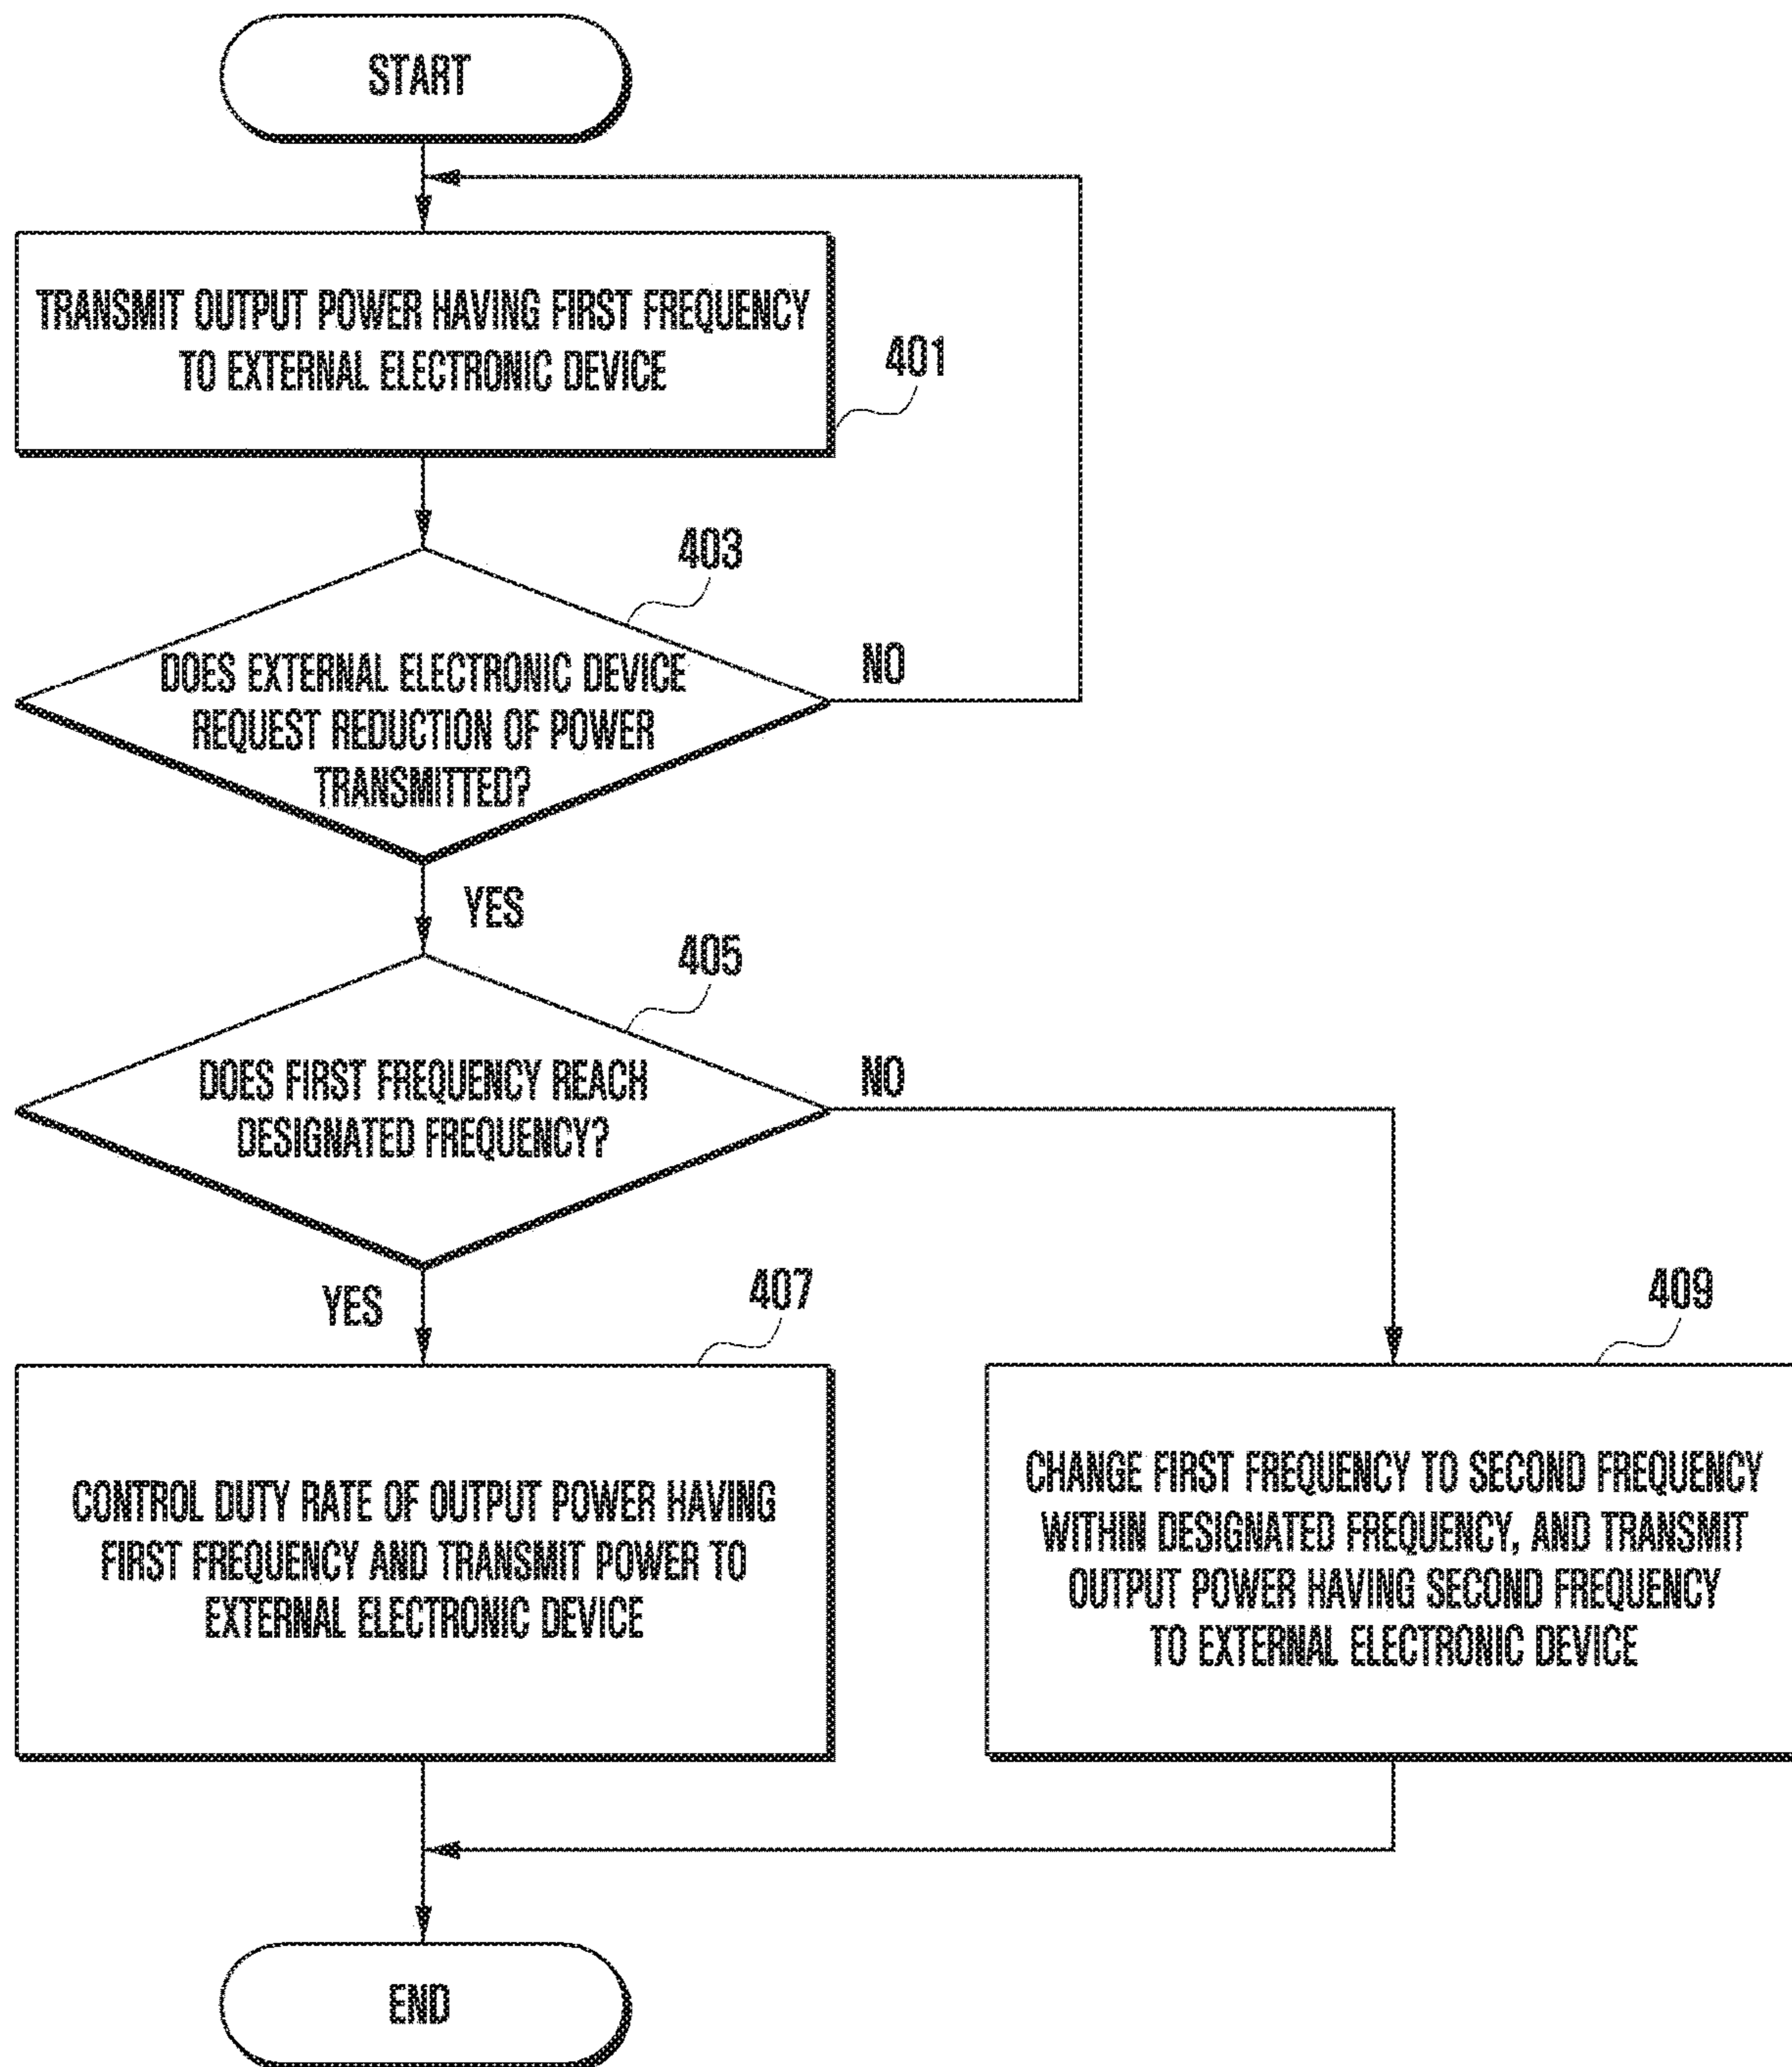 START
TRANSMIT OUTPUT POWER HAVING FIRST FREQUENCY
TO EXTERNAL ELECTRONIC DEVICE
401
403
DOES EXTERNAL ELECTRONIC DEVICE
REQUEST REDUCTION OF POWER
TRANSMITTED?
NO
YES
405
DOES FIRST FREQUENCY REACH
DESIGNATED FREQUENCY?
NO
YES
407
CONTROL DUTY RATE OF OUTPUT POWER HAVING
FIRST FREQUENCY AND TRANSMIT POWER TO
EXTERNAL ELECTRONIC DEVICE
409
CHANGE FIRST FREQUENCY TO SECOND FREQUENCY
WITHIN DESIGNATED FREQUENCY, AND TRANSMIT
OUTPUT POWER HAVING SECOND FREQUENCY
TO EXTERNAL ELECTRONIC DEVICE
END